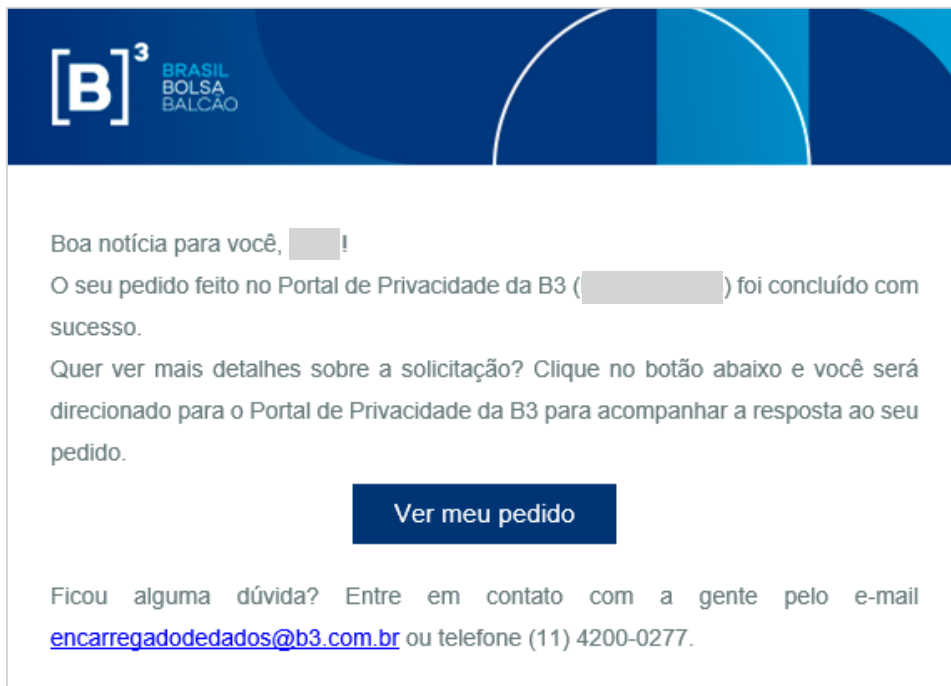 [B]³
BRASIL
BOLSA
BALCÃO
Boa notícia para você, !
O seu pedido feito no Portal de Privacidade da B3 ( ) foi concluído com
sucesso.
Quer ver mais detalhes sobre a solicitação? Clique no botão abaixo e você será
direcionado para o Portal de Privacidade da B3 para acompanhar a resposta ao seu
pedido.
Ver meu pedido
Ficou alguma dúvida? Entre em contato com a gente pelo e-mail
encarregadodedados@b3.com.br ou telefone (11) 4200-0277.